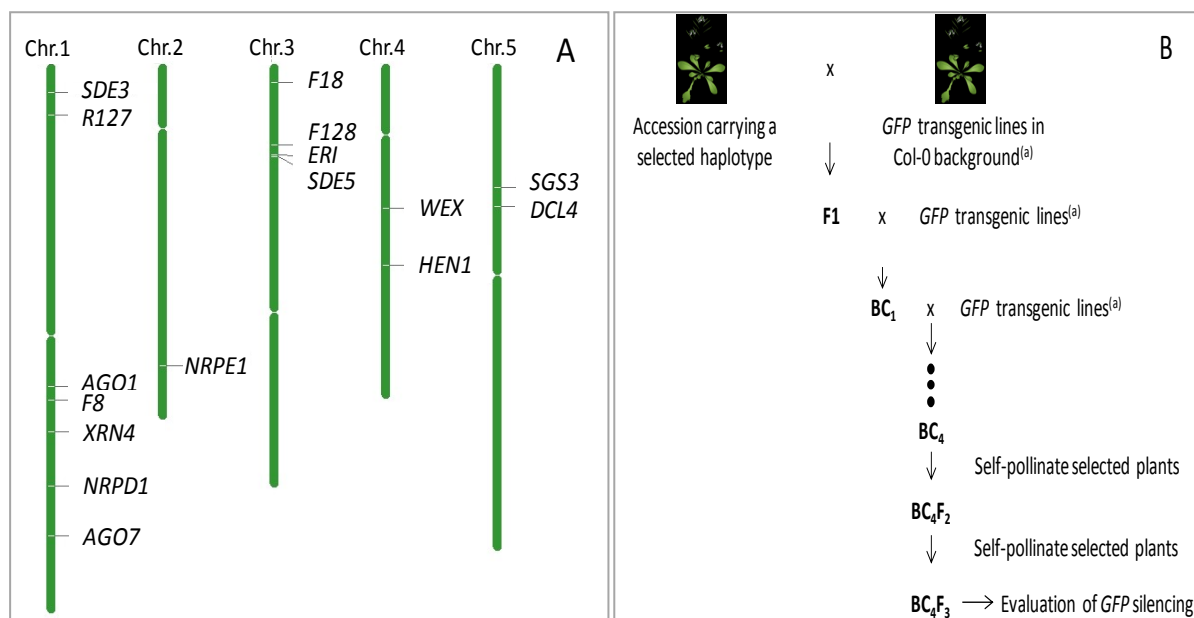 A
Chr.1
Chr.2
Chr.3
Chr.4
Chr.5
SDE3
R127
AGO1
F8
XRN4
NRPD1
AGO7
NRPE1
F18
F128
ERI
SDE5
WEX
HEN1
SGS3
DCL4
B
x
Accession carrying a
selected haplotype
GFP transgenic lines in
Col-0 background(a)
F1 x GFP transgenic lines(a)
BC1 x GFP transgenic lines(a)
BC4
Self-pollinate selected plants
BC4F2
Self-pollinate selected plants
BC4F3 → Evaluation of GFP silencing